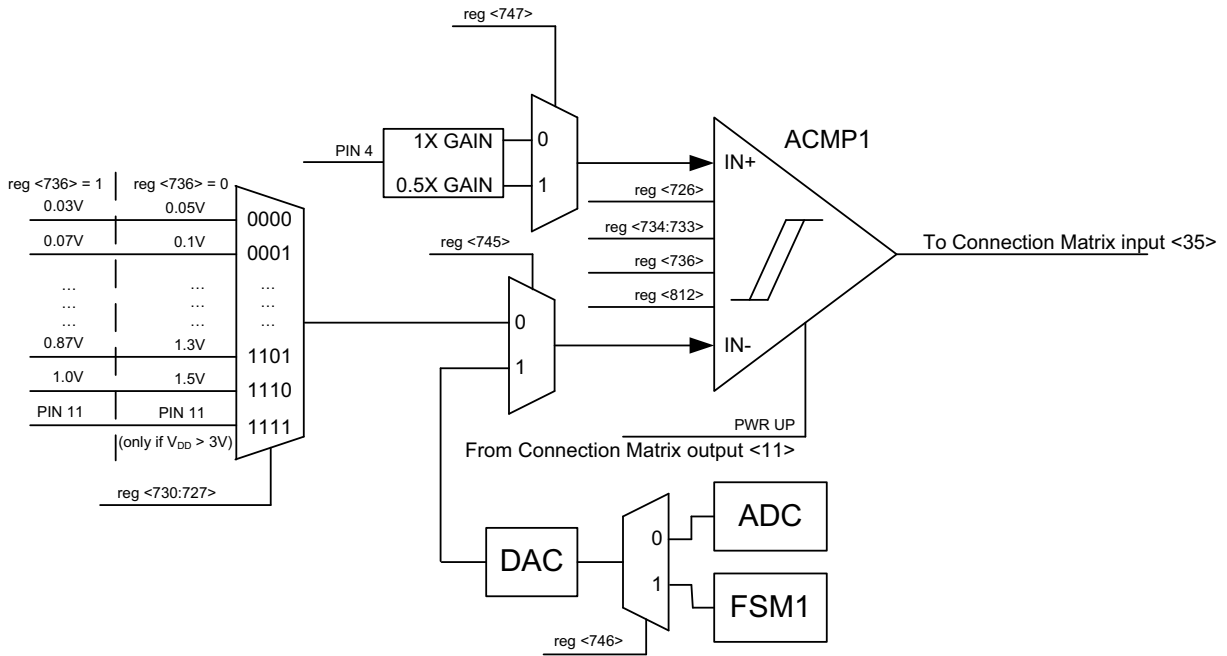 reg <747>
ACMP1
PIN 4
1X GAIN
0.5X GAIN
0
1
IN+
reg <726>
reg <734:733>
reg <736>
reg <812>
IN-
To Connection Matrix input <35>
reg <736> = 1
reg <736> = 0
0.03V 0.05V 0000
0.07V 0.1V 0001
... ... ...
... ... ...
... ... ...
0.87V 1.3V 1101
1.0V 1.5V 1110
PIN 11 PIN 11 1111
(only if VDD > 3V)
reg <730:727>
reg <745>
0
1
PWR UP
From Connection Matrix output <11>
DAC
0
1
ADC
FSM1
reg <746>